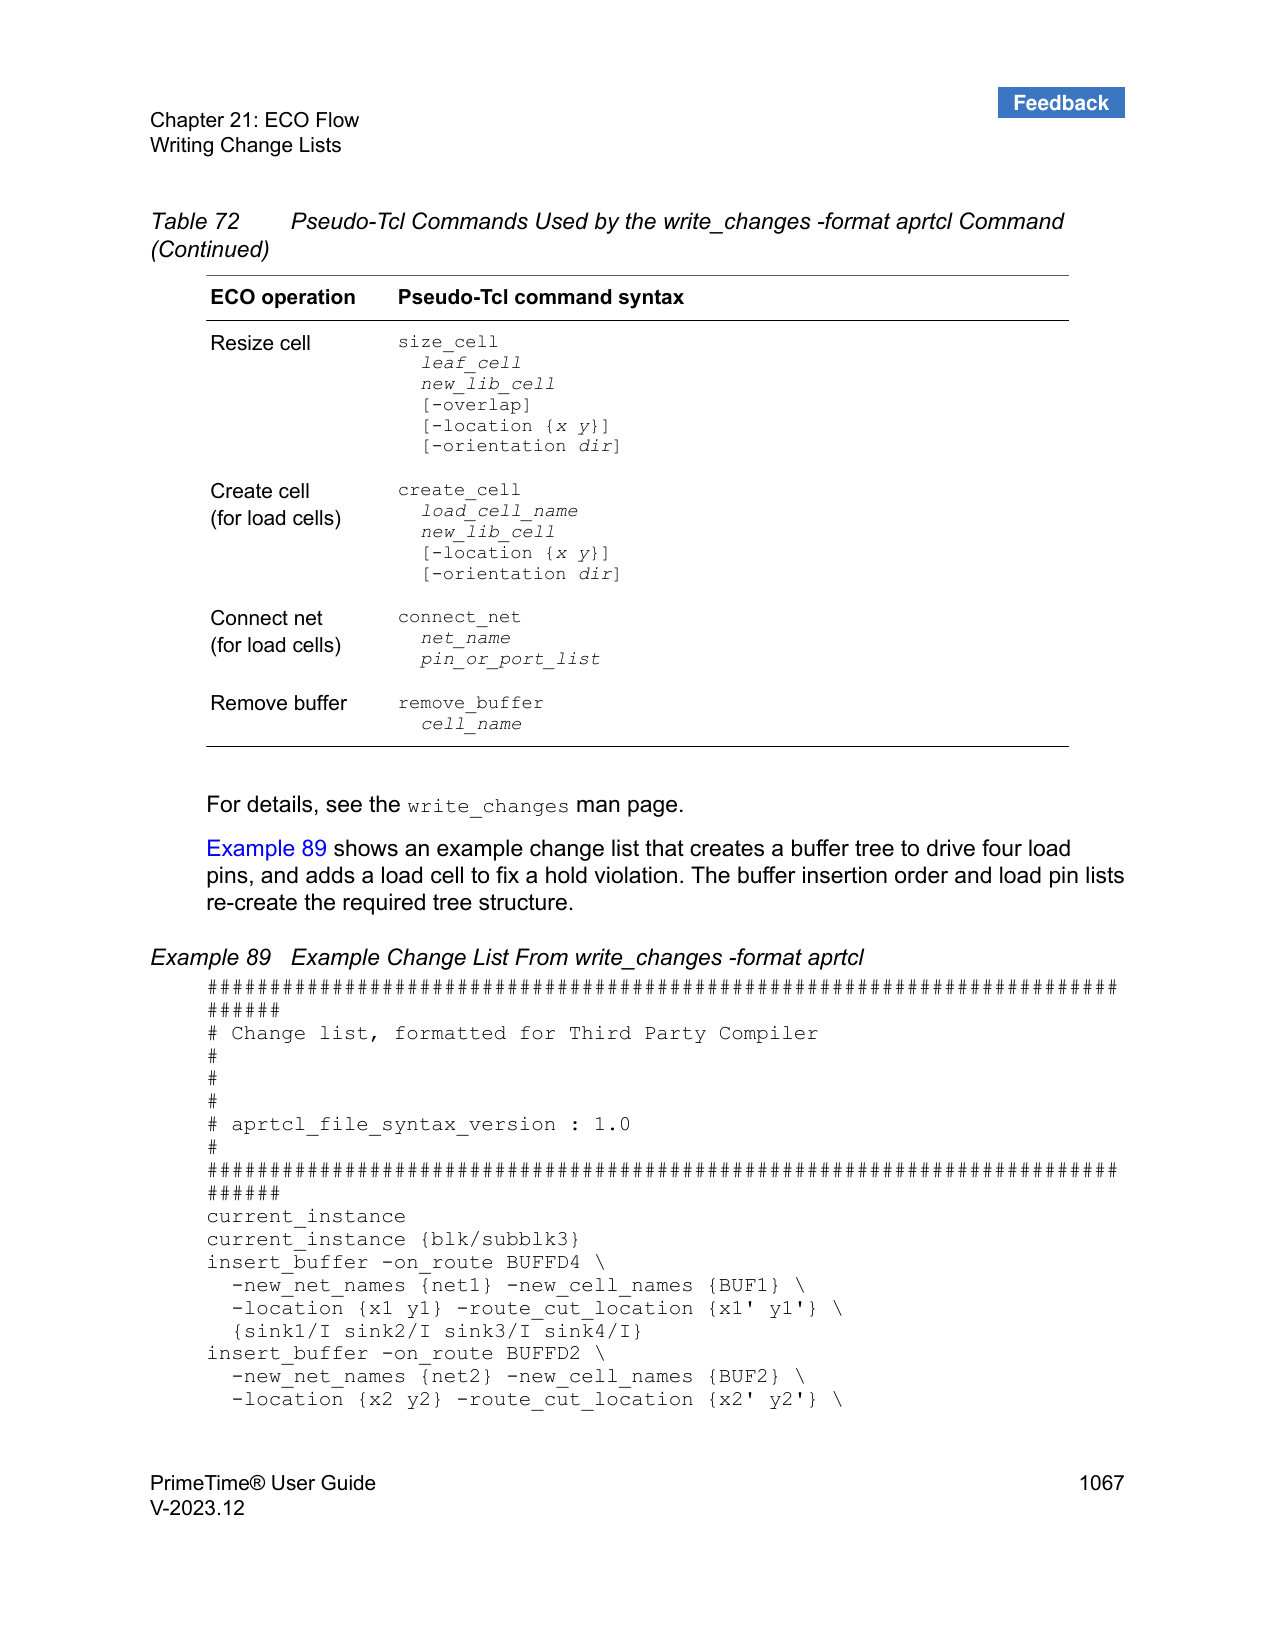 Feedback
Chapter 21: ECO Flow
Writing Change Lists
Table 72 Pseudo-Tcl Commands Used by the write_changes -format aprtcl Command
(Continued)
ECO operation Pseudo-Tcl command syntax
Resize cell size_cell
leaf_cell
new_lib_cell
[-overlap]
[-location {x y}]
[-orientation dir]
Create cell create_cell
(for load cells) load_cell_name
new_lib_cell
[-location {x y}]
[-orientation dir]
Connect net connect_net
(for load cells) net_name
pin_or_port_list
Remove buffer remove_buffer
cell_name
For details, see the write_changes man page.
Example 89 shows an example change list that creates a buffer tree to drive four load
pins, and adds a load cell to fix a hold violation. The buffer insertion order and load pin lists
re-create the required tree structure.
Example 89 Example Change List From write_changes -format aprtcl
#########################################################################
######
# Change list, formatted for Third Party Compiler
#
#
#
# aprtcl_file_syntax_version : 1.0
#
#########################################################################
######
current_instance
current_instance {blk/subblk3}
insert_buffer -on_route BUFFD4 \
-new_net_names {net1} -new_cell_names {BUF1} \
-location {x1 y1} -route_cut_location {x1' y1'} \
{sink1/I sink2/I sink3/I sink4/I}
insert_buffer -on_route BUFFD2 \
-new_net_names {net2} -new_cell_names {BUF2} \
-location {x2 y2} -route_cut_location {x2' y2'} \
PrimeTime® User Guide 1067
V-2023.12